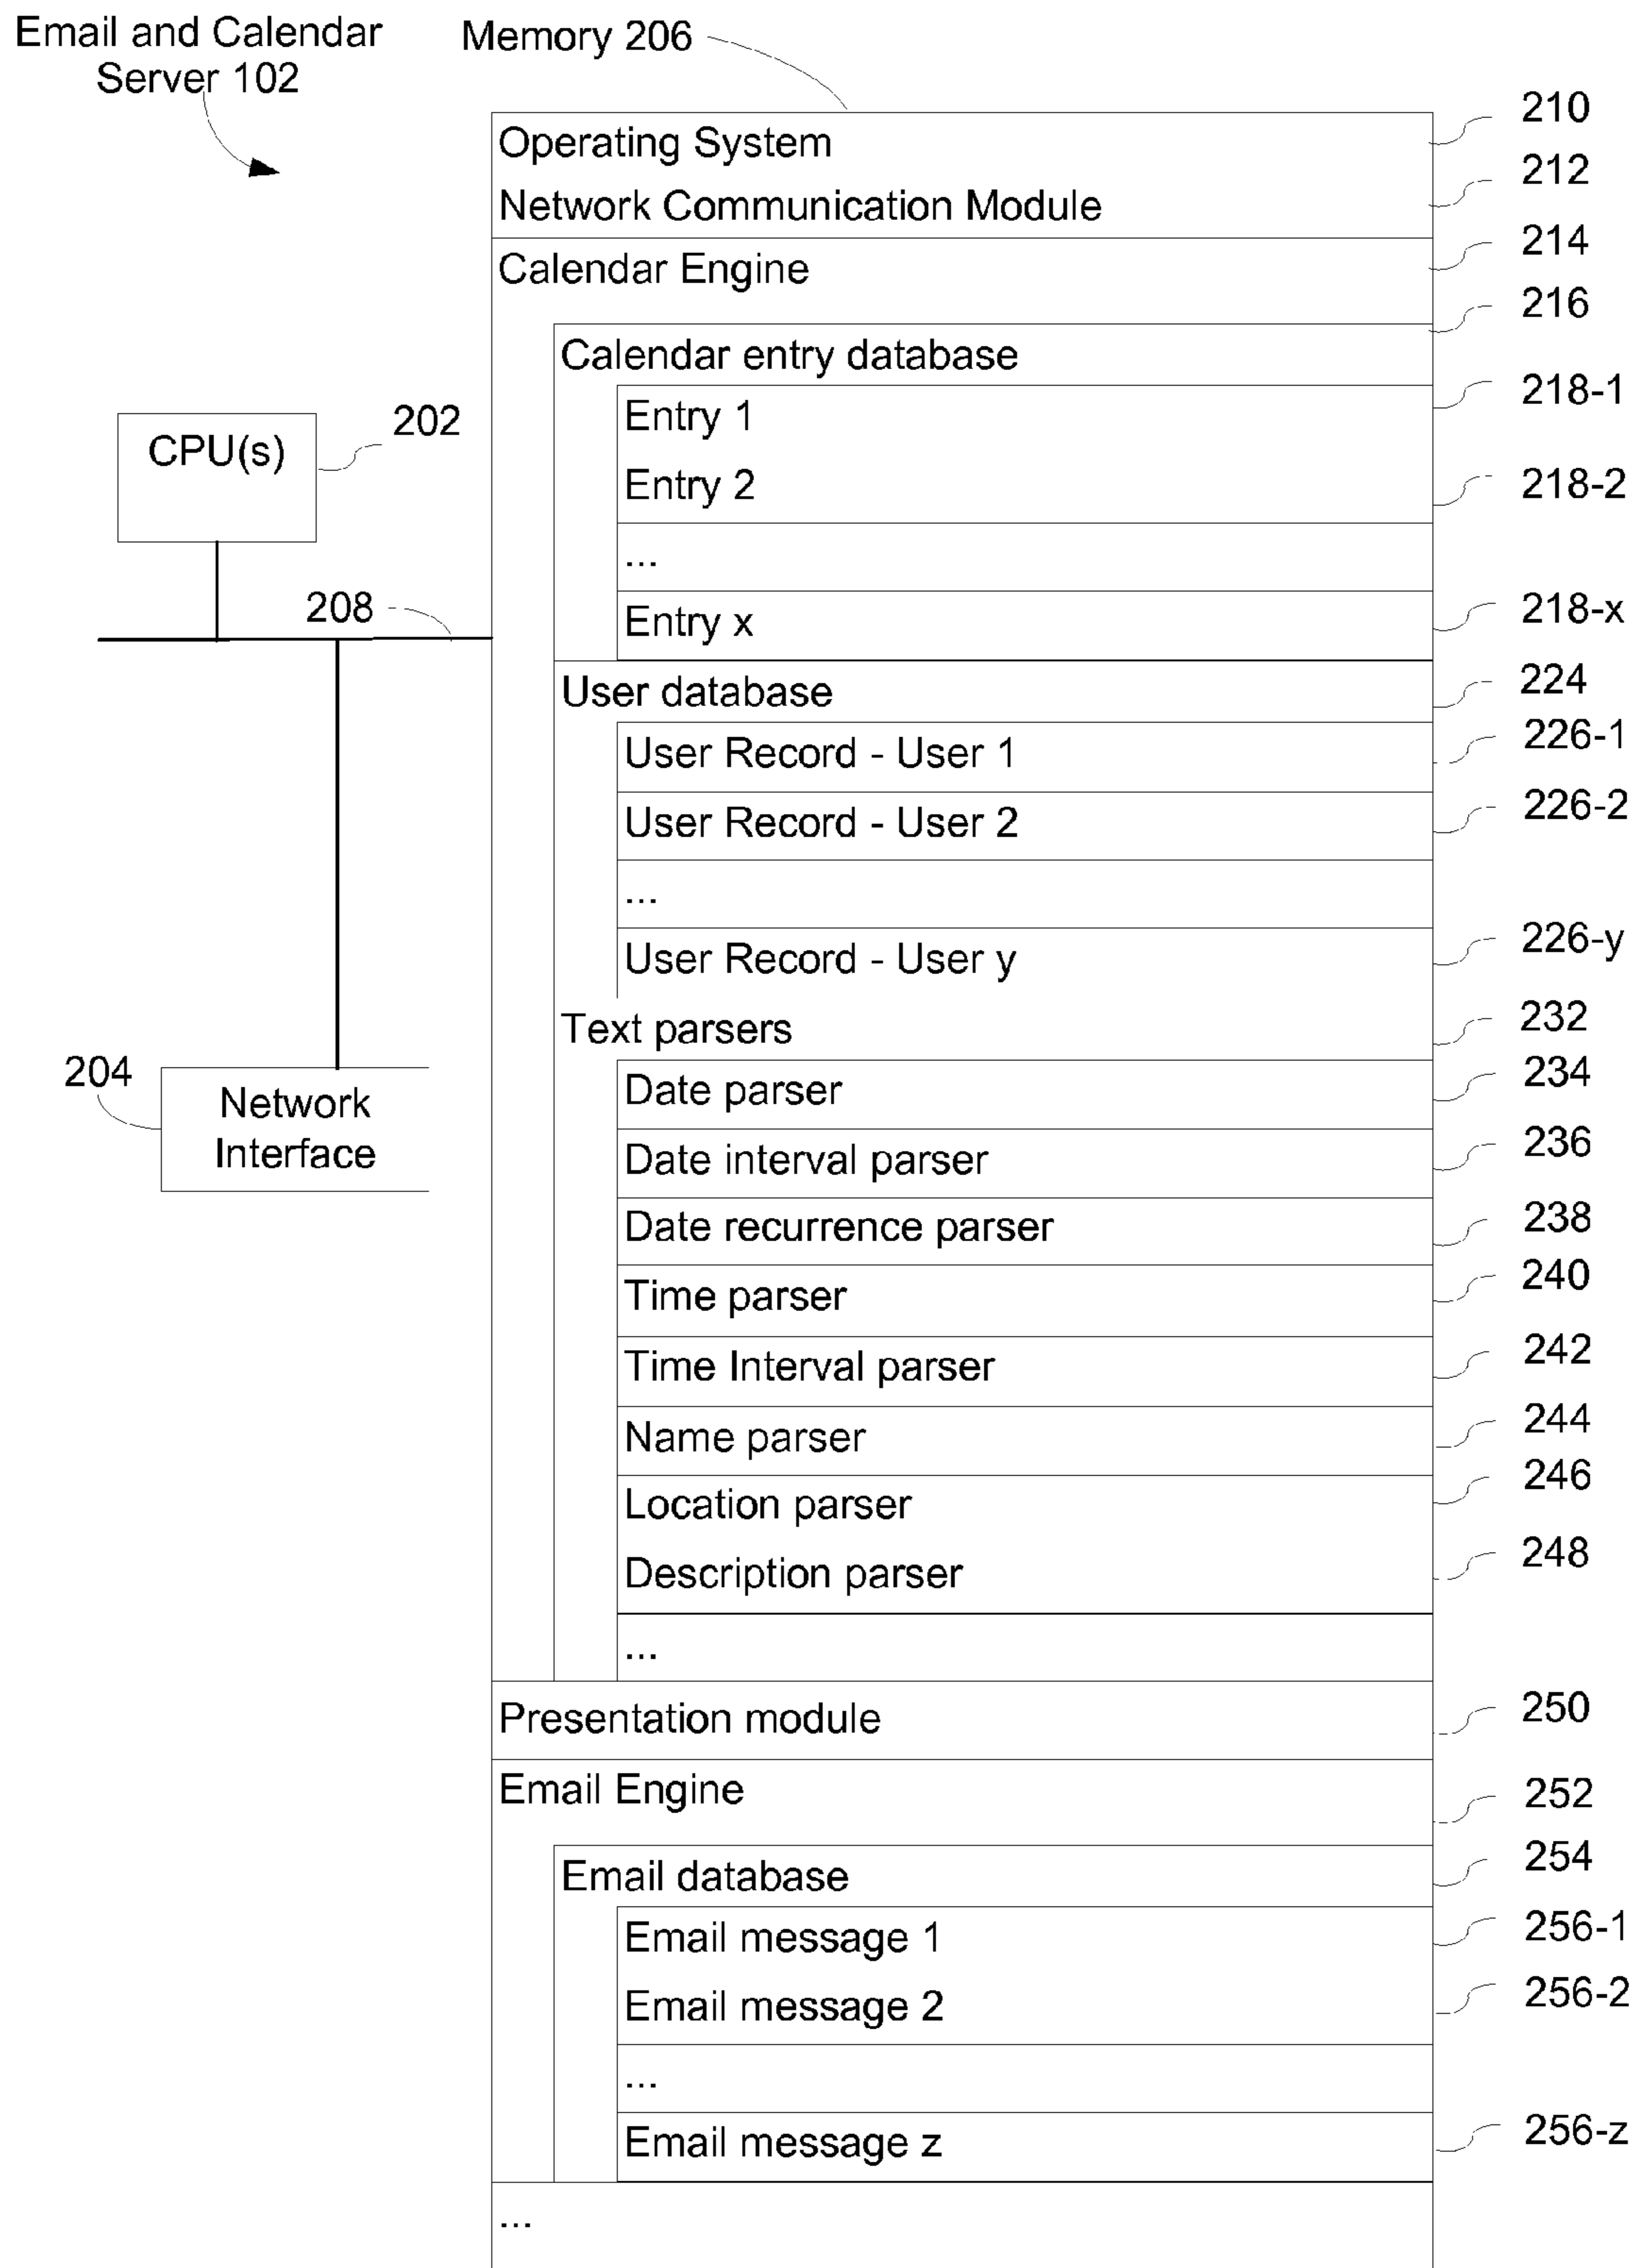 Email and Calendar
Server 102
Memory 206
Operating System 210
Network Communication Module 212
Calendar Engine 214
216
Calendar entry database
Entry 1 218-1
Entry 2 218-2
...
Entry x 218-x
CPU(s) 202
208
User database 224
User Record - User 1 226-1
User Record - User 2 226-2
...
User Record - User y 226-y
Text parsers 232
Date parser 234
Date interval parser 236
Date recurrence parser 238
Time parser 240
Time Interval parser 242
Name parser 244
Location parser 246
Description parser 248
...
204
Network
Interface
Presentation module 250
Email Engine 252
Email database 254
Email message 1 256-1
Email message 2 256-2
...
Email message z 256-z
...